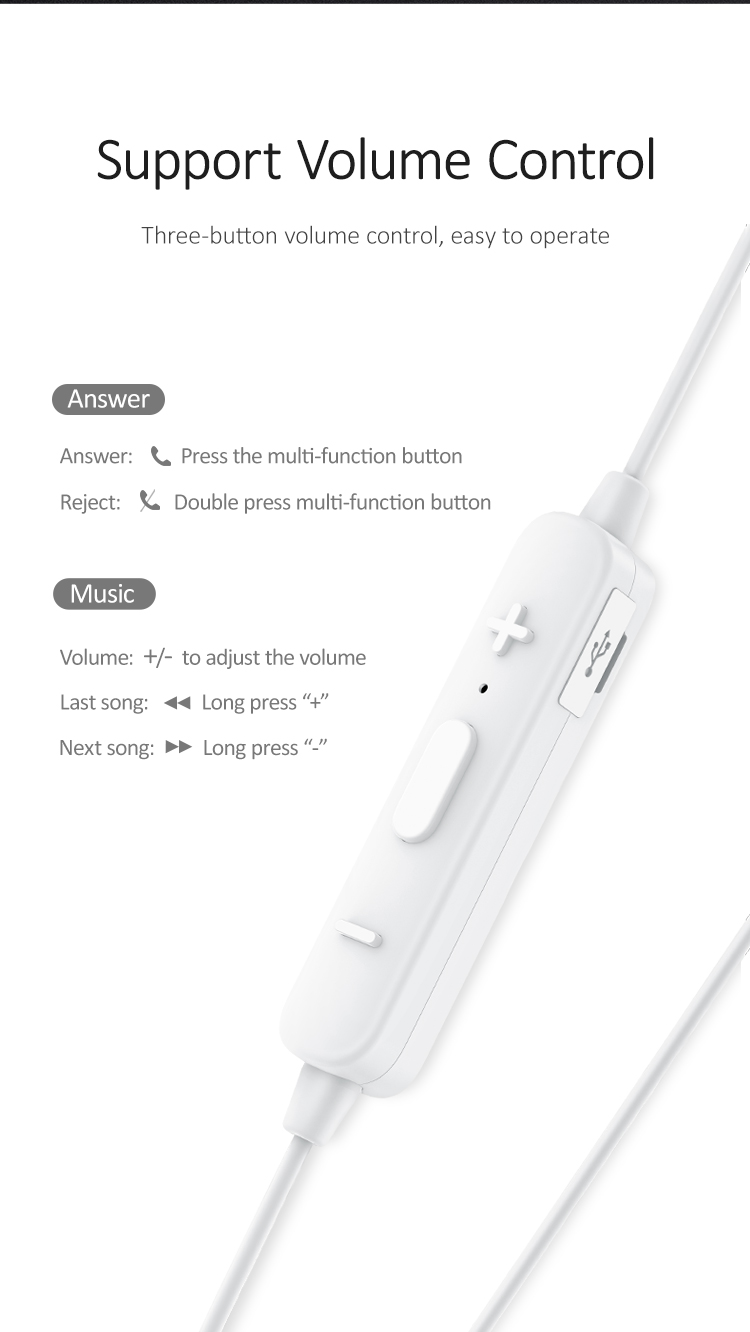 Support Volume Control
Three-button volume control, easy to operate
Answer
Answer: Press the multi-function button
Reject: Double press multi-function button
Music
Volume: +/- to adjust the volume
Last song: Long press “+”
Next song: Long press “-”